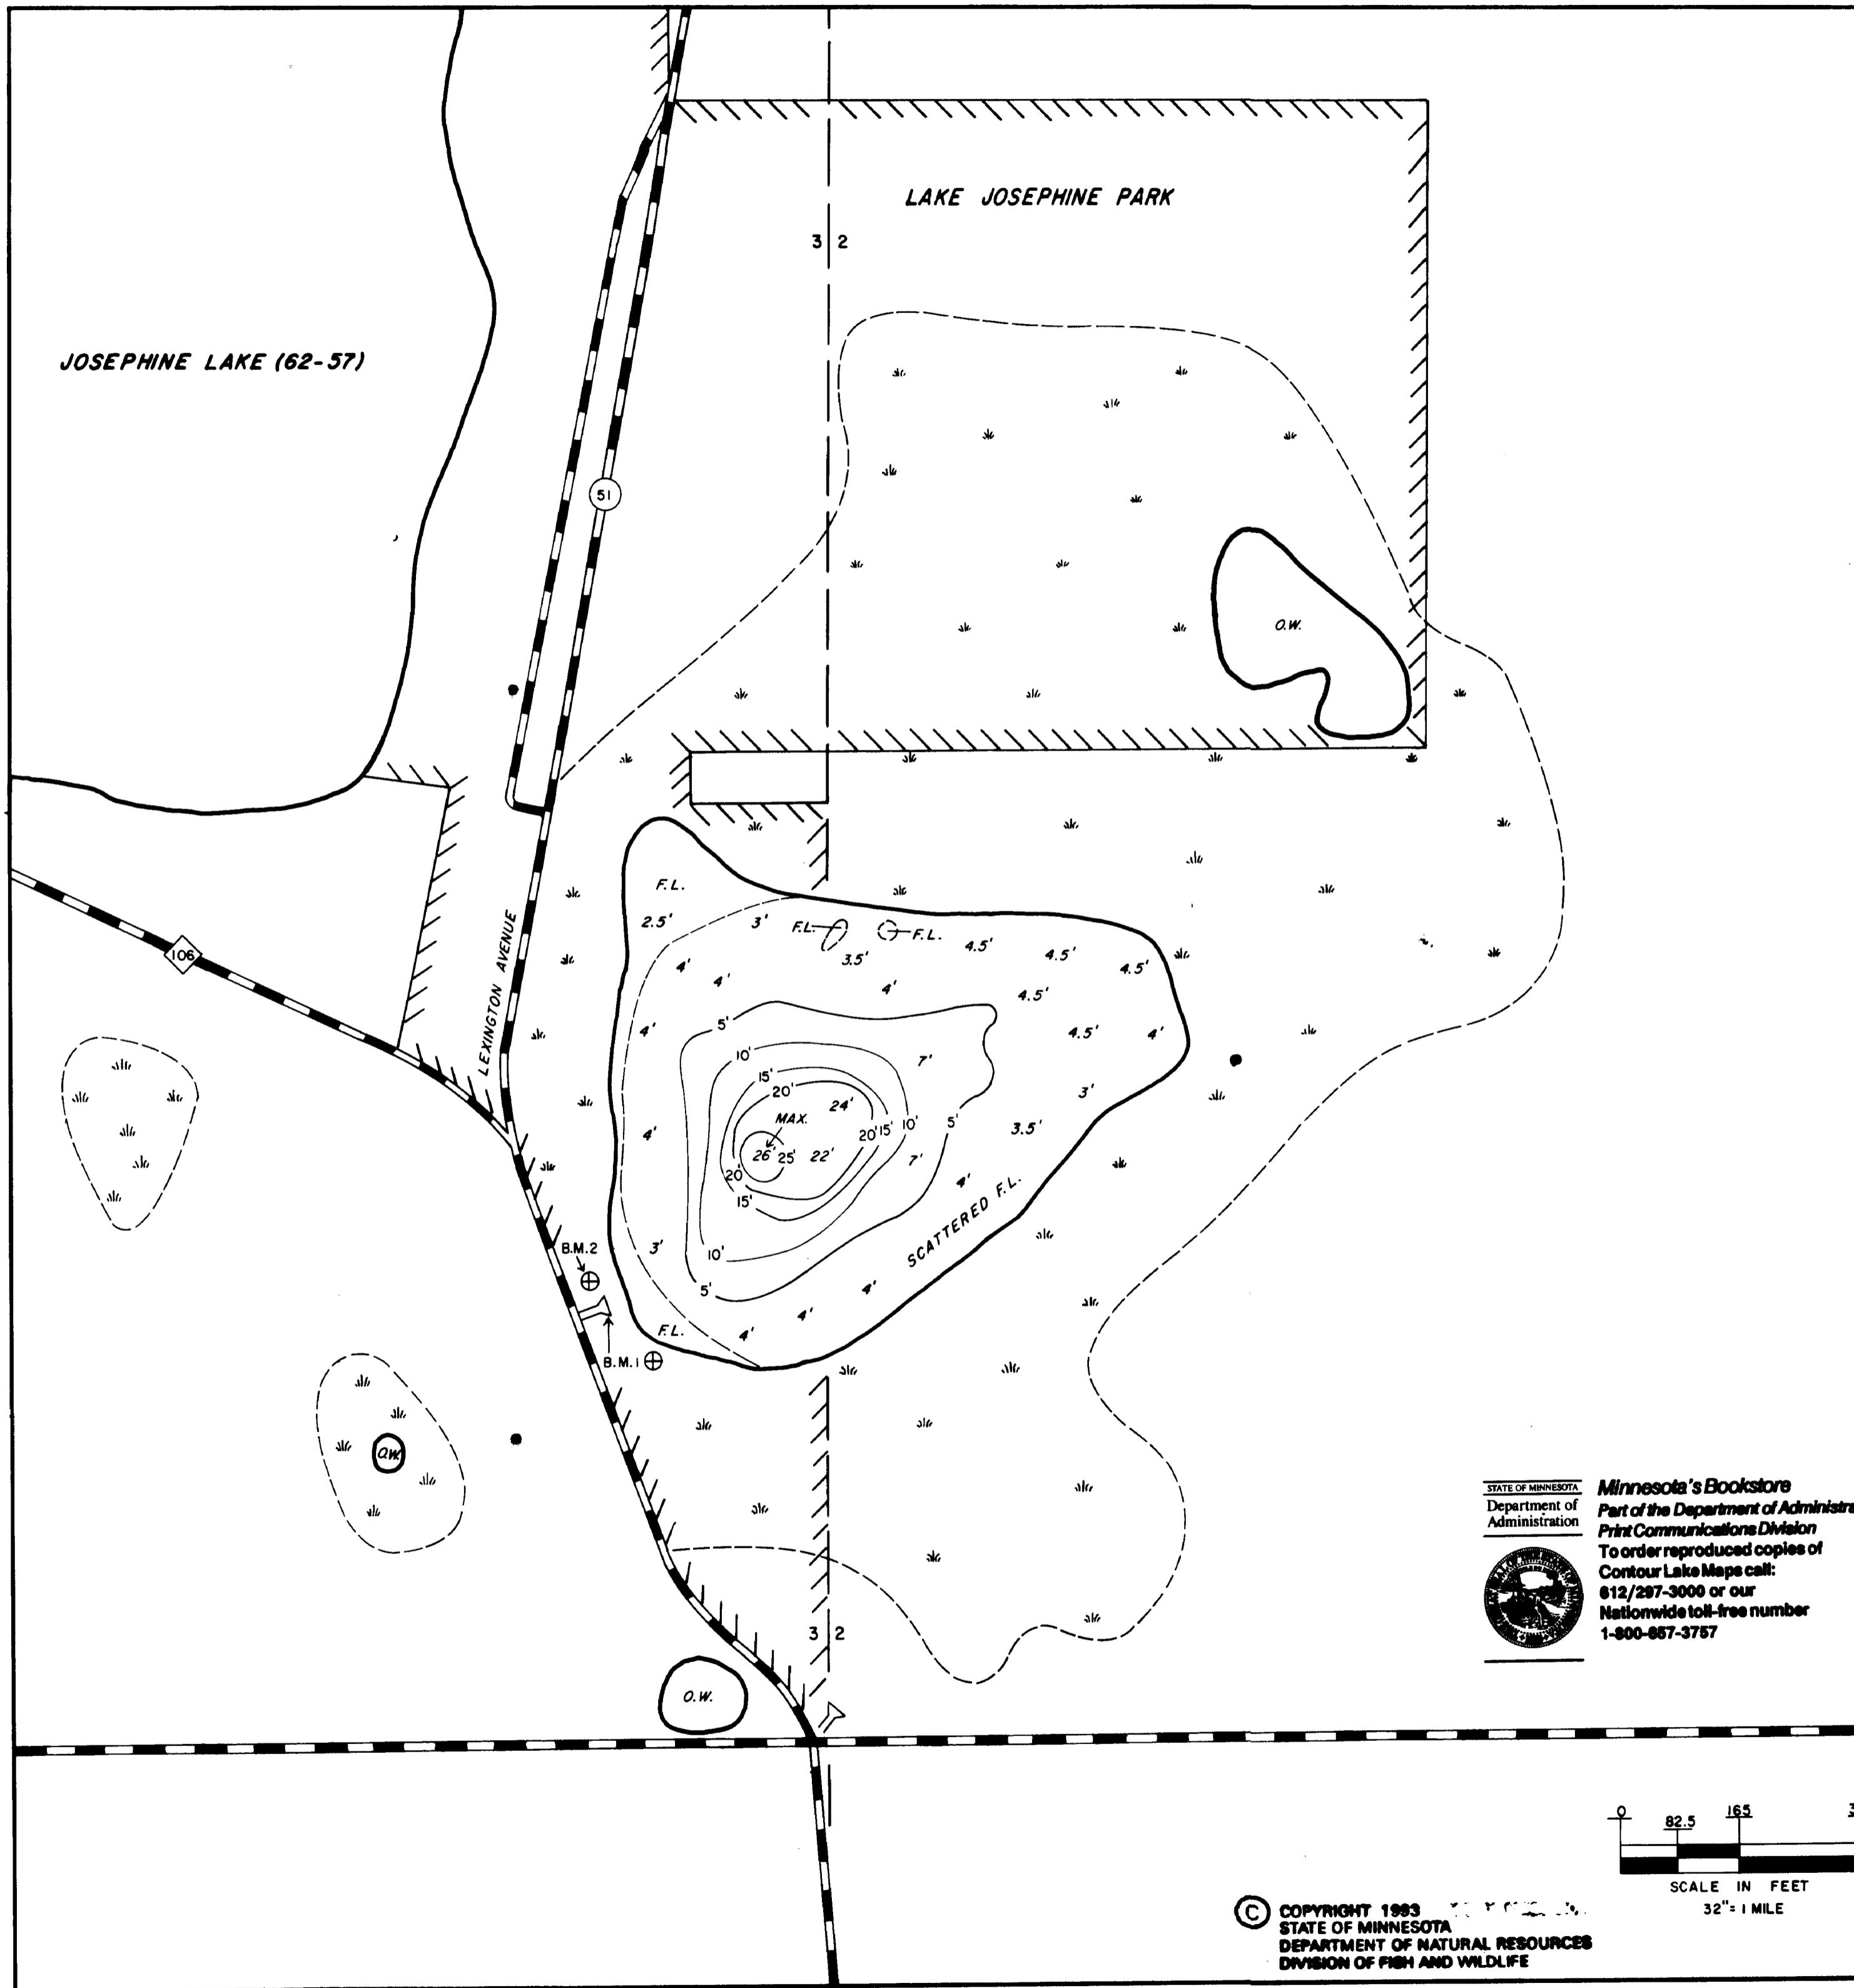 LAKE JOSEPHINE PARK
3 2
JOSEPHINE LAKE (62-57)
51
O.W.
LEXINGTON AVENUE
106
F.L.
2.5'
3'
F.L.
F.L.
3.5'
4.5'
4.5'
4.5'
4'
4'
4'
4.5'
4'
5'
4.5'
4'
10'
7'
15'
20'
3'
24'
MAX.
5'
4'
20' 15' 10'
3.5'
26' 25' 22'
7'
20'
4'
15'
SCATTERED F.L.
3'
10'
B.M.2
5'
4'
4'
F.L.
4'
B.M.1
O.W.
STATE OF MINNESOTA
Department of
Administration
Minnesota's Bookstore
Part of the Department of Administra
Print Communications Division
To order reproduced copies of
Contour Lake Maps call:
612/297-3000 or our
Nationwide toll-free number
1-800-657-3757
3 2
O.W.
0
82.5
165
SCALE IN FEET
32" = 1 MILE
C COPYRIGHT 1993
STATE OF MINNESOTA
DEPARTMENT OF NATURAL RESOURCES
DIVISION OF FISH AND WILDLIFE